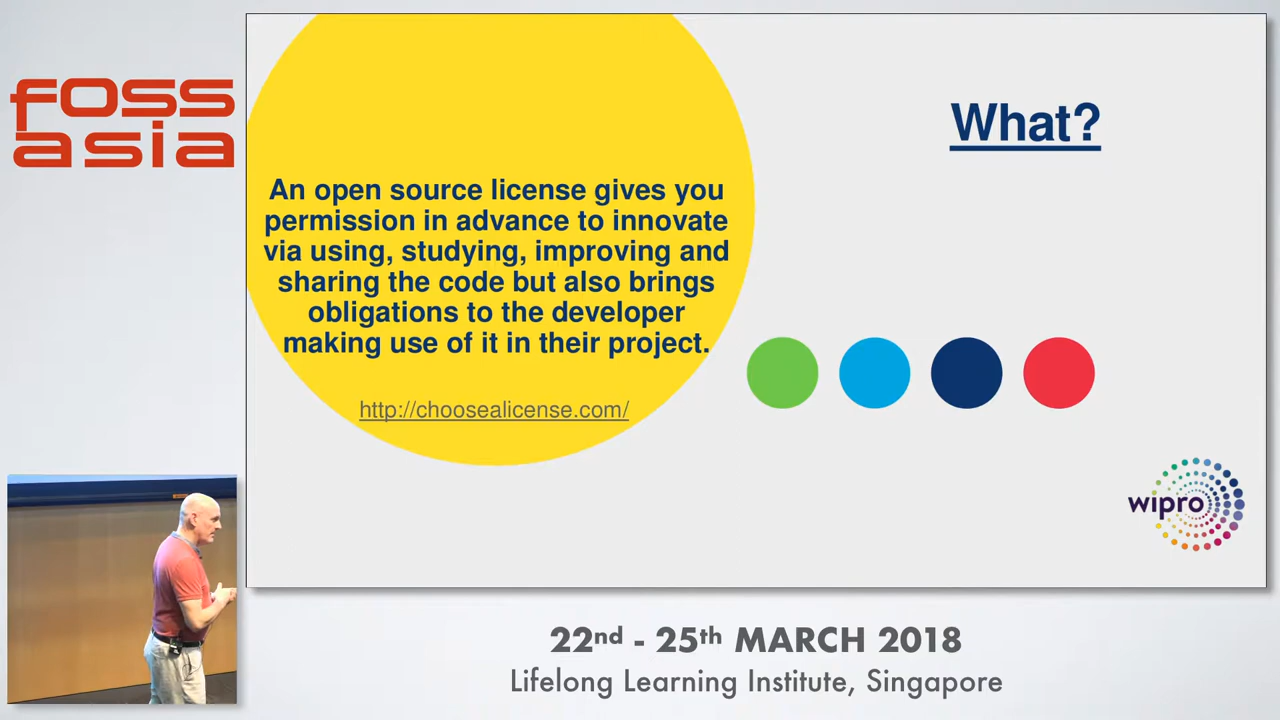 foss
asia
What?
An open source license gives you
permission in advance to innovate
via using, studying, improving and
sharing the code but also brings
obligations to the developer
making use of it in their project.
http://choosealicense.com/
wipro
22nd - 25th MARCH 2018
Lifelong Learning Institute, Singapore